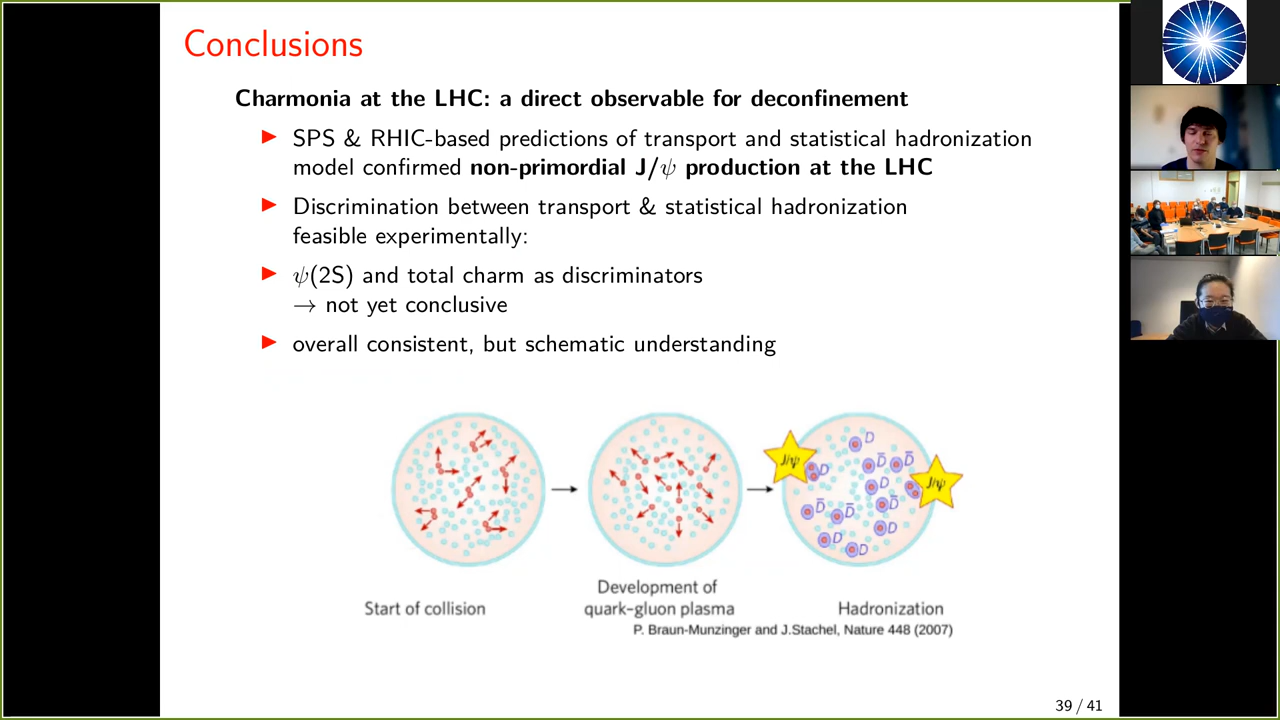 Conclusions
Charmonia at the LHC: a direct observable for deconfinement
▶ SPS & RHIC-based predictions of transport and statistical hadronization
model confirmed non-primordial J/ψ production at the LHC
▶ Discrimination between transport & statistical hadronization
feasible experimentally:
▶ ψ(2S) and total charm as discriminators
→ not yet conclusive
▶ overall consistent, but schematic understanding
J/ψ
D
D
D̄
D̄
D
D̄
D̄
D̄
D
D
D
J/ψ
Start of collision
Development of
quark–gluon plasma
Hadronization
P. Braun-Munzinger and J.Stachel, Nature 448 (2007)
39 / 41